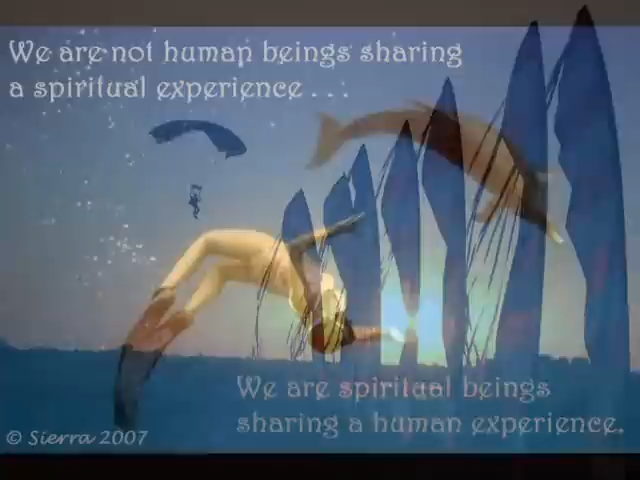 We are not human beings sharing
a spiritual experience . . .
We are spiritual beings
sharing a human experience.
© Sierra 2007